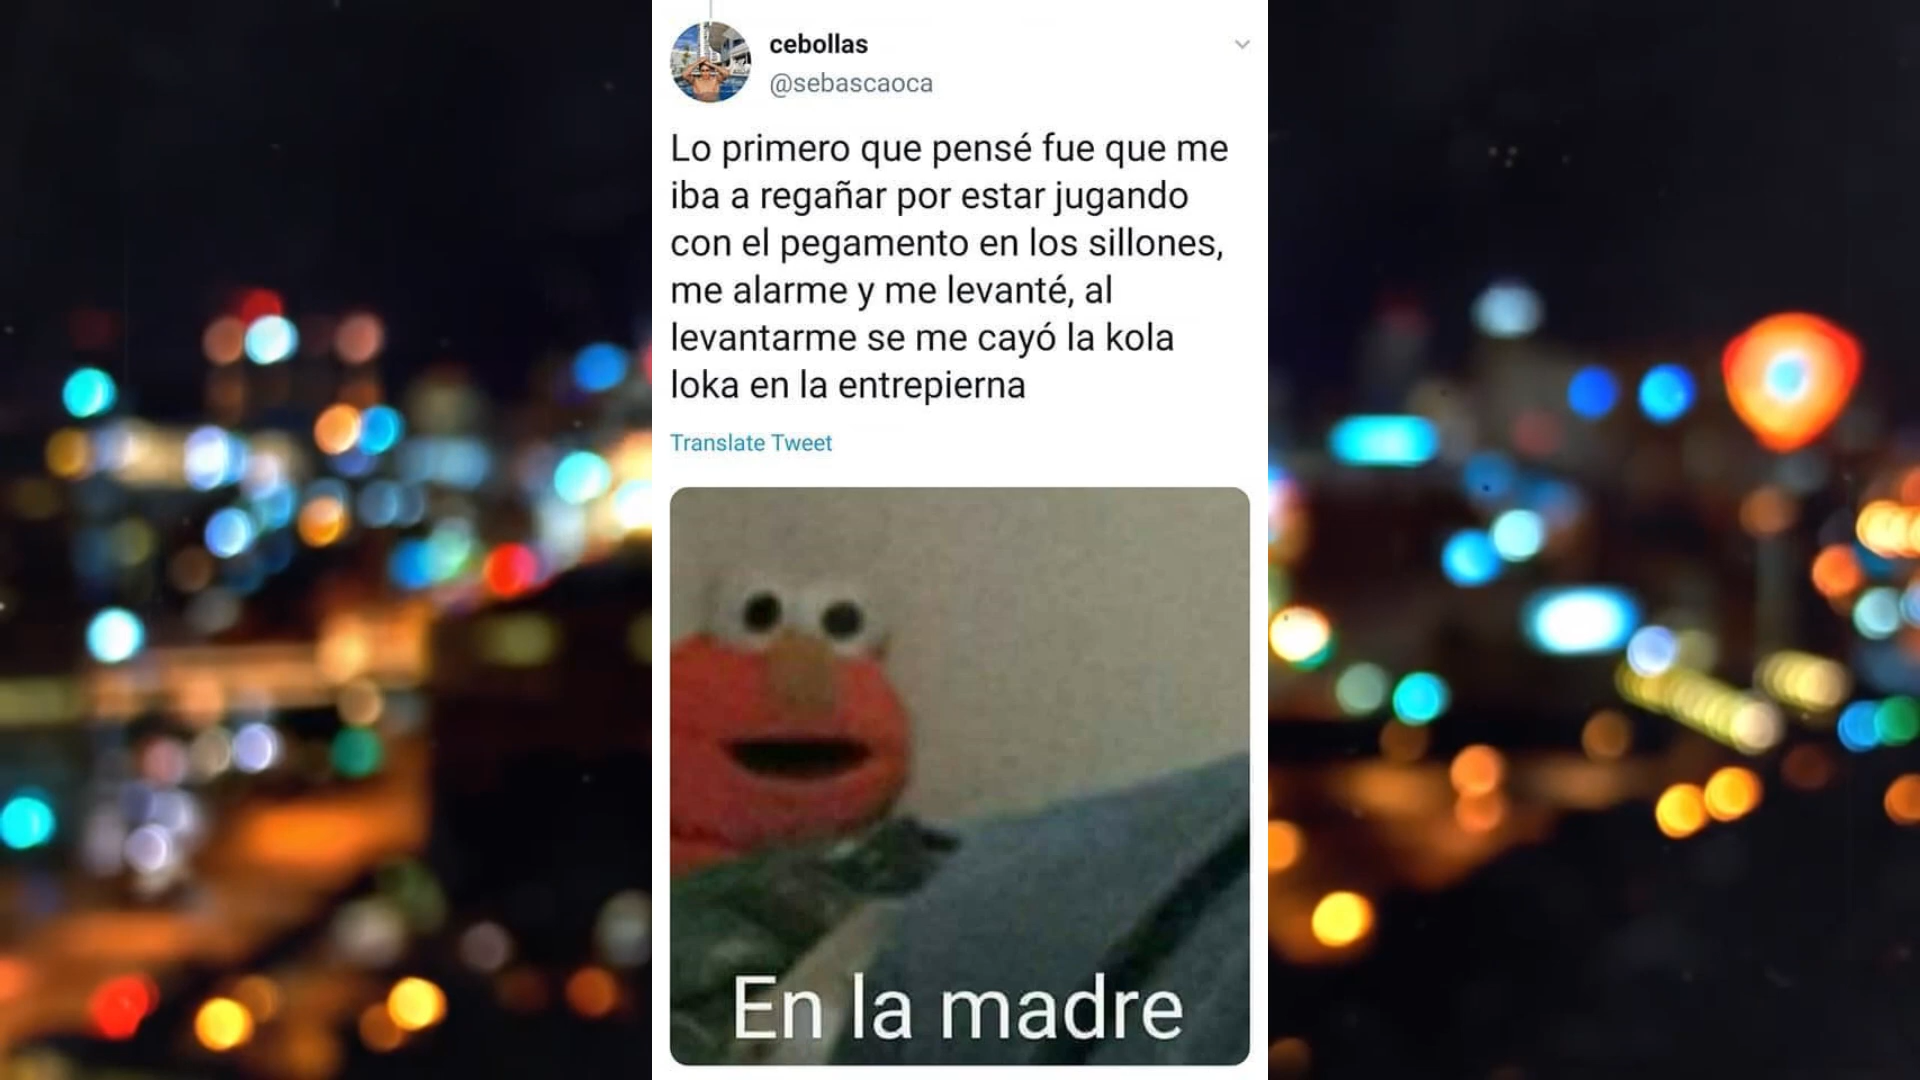 cebollas
@sebascaoca
Lo primero que pensé fue que me
iba a regañar por estar jugando
con el pegamento en los sillones,
me alarme y me levanté, al
levantarme se me cayó la kola
loka en la entrepierna
Translate Tweet
En la madre